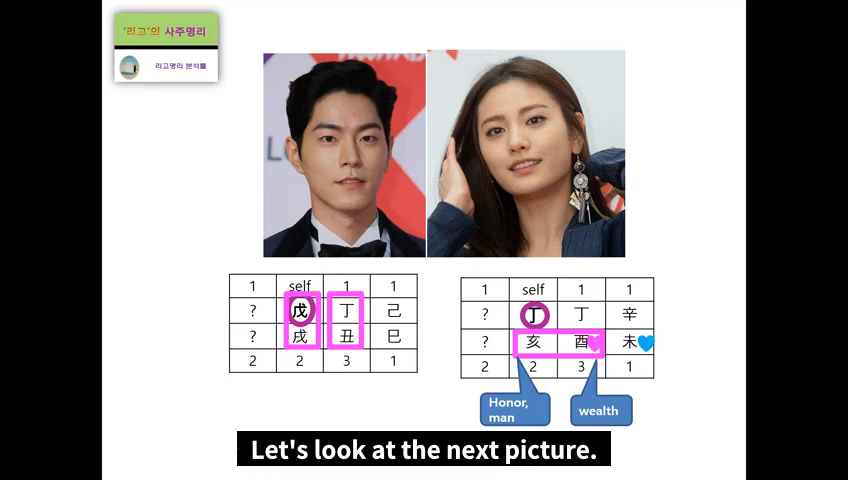 '리고'의 사주명리
리고명리 분석틀
1 self 1 1
? 戊 丁 己
? 戌 丑 巳
2 2 3 1
1 self 1 1
? 丁 丁 辛
? 亥 酉 未
2 2 3 1
Honor,
man
wealth
Let's look at the next picture.